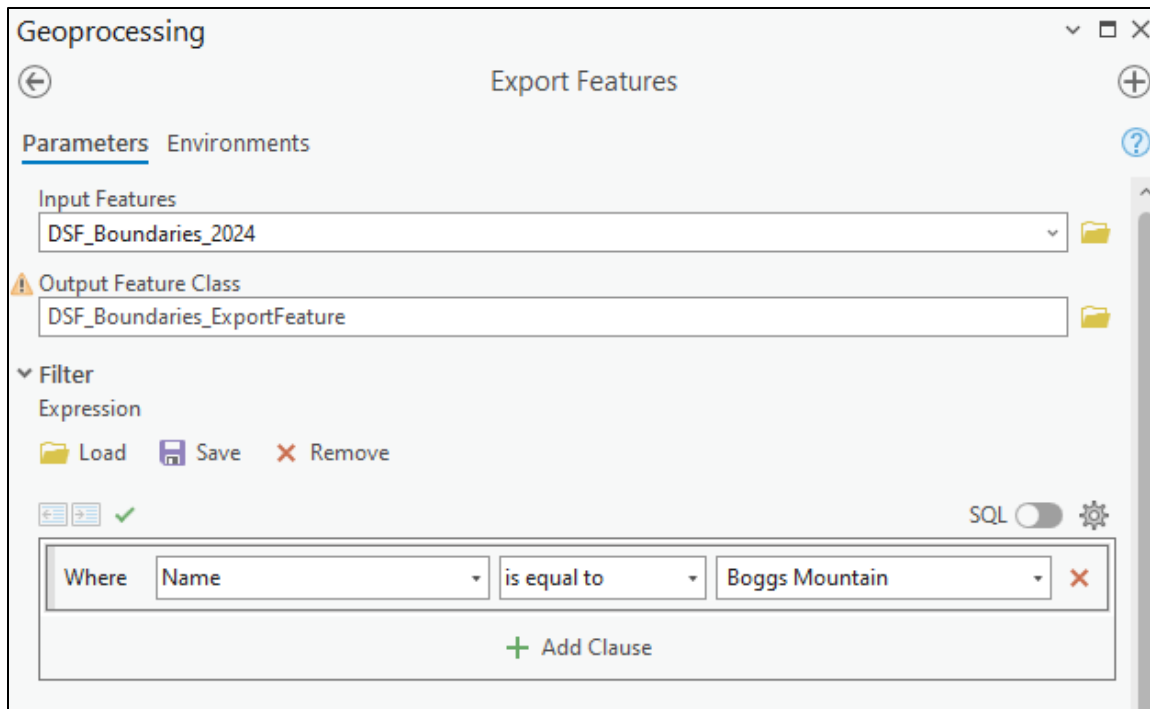 Geoprocessing
Export Features
Parameters Environments
Input Features
DSF_Boundaries_2024
Output Feature Class
DSF_Boundaries_ExportFeature
Filter
Expression
Load Save Remove
SQL
Where Name is equal to Boggs Mountain
Add Clause